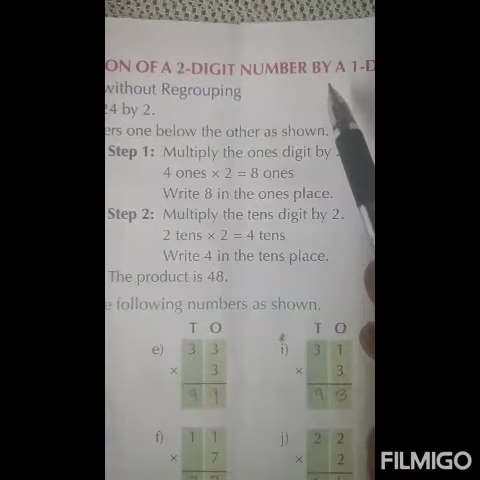 ON OF A 2-DIGIT NUMBER BY A 1-D
without Regrouping
24 by 2.
ers one below the other as shown.
Step 1: Multiply the ones digit by
4 ones × 2 = 8 ones
Write 8 in the ones place.
Step 2: Multiply the tens digit by 2.
2 tens × 2 = 4 tens
Write 4 in the tens place.
The product is 48.
e following numbers as shown.
T O T O
e) 3 3 i) 3 1
× 3 × 3
9 9 9 3
f) 1 1 j) 2 2
× 7 × 2
FILMIGO